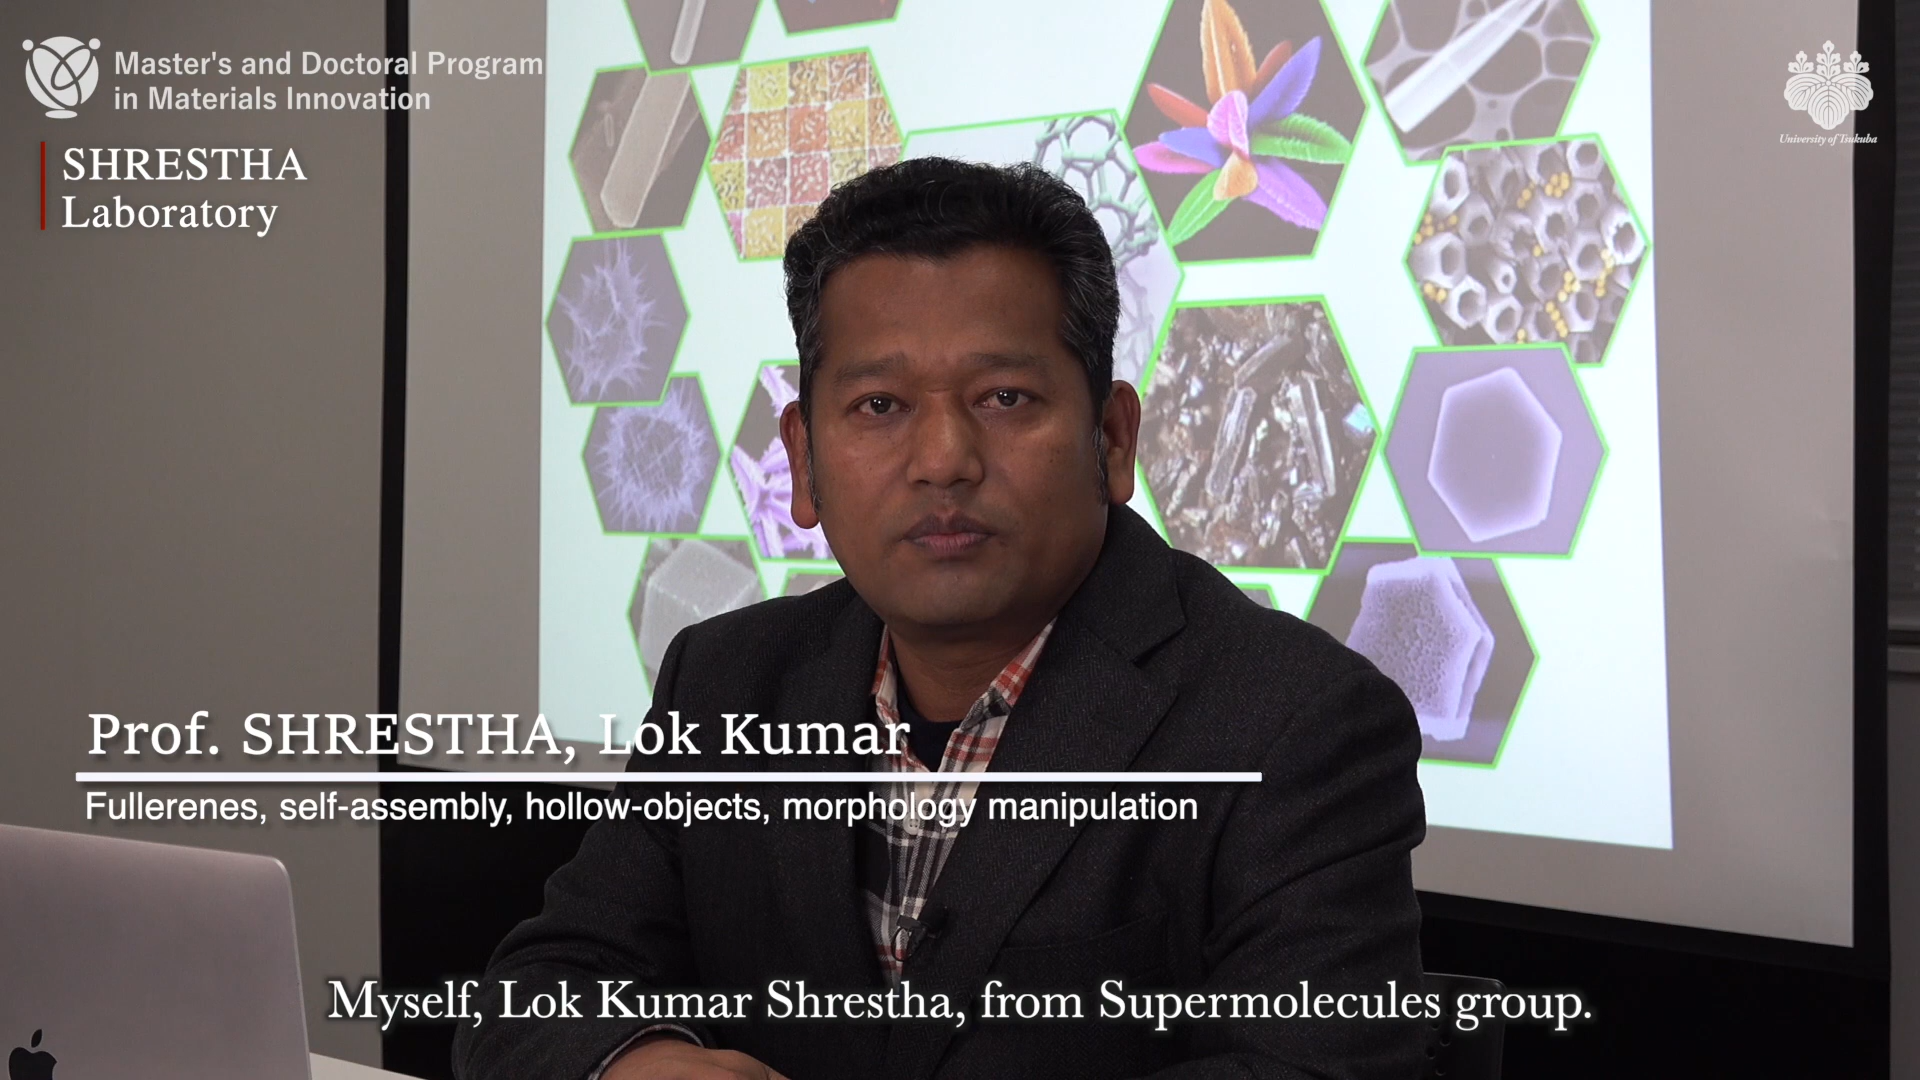 Master's and Doctoral Program
in Materials Innovation
University of Tsukuba
SHRESTHA
Laboratory
Prof. SHRESTHA, Lok Kumar
Fullerenes, self-assembly, hollow-objects, morphology manipulation
Myself, Lok Kumar Shrestha, from Supermolecules group.